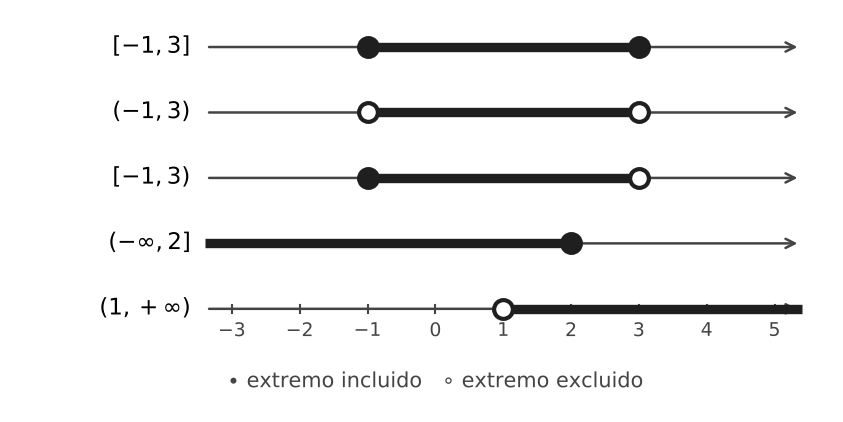 [−1, 3]
(−1, 3)
[−1, 3)
(−∞, 2]
(1, +∞)
−3 −2 −1 0 1 2 3 4 5
• extremo incluido ∘ extremo excluido